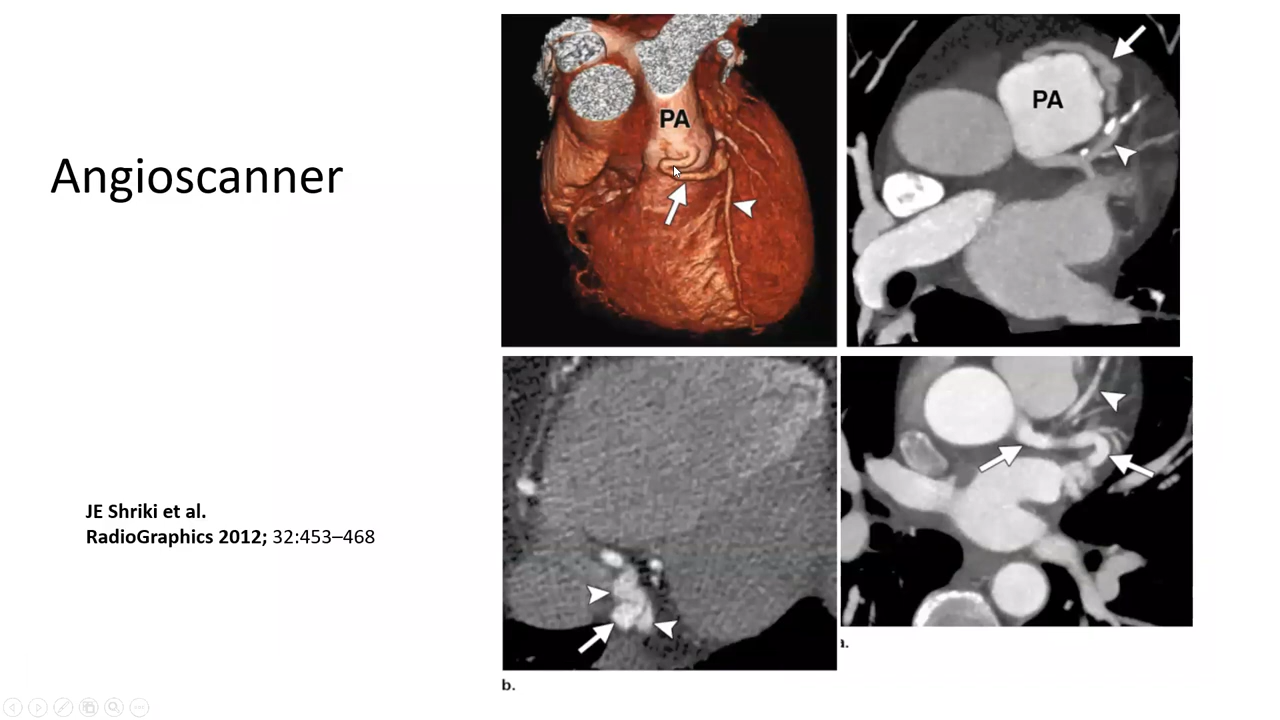 Angioscanner
JE Shriki et al.
RadioGraphics 2012; 32:453–468
PA
PA
a.
b.